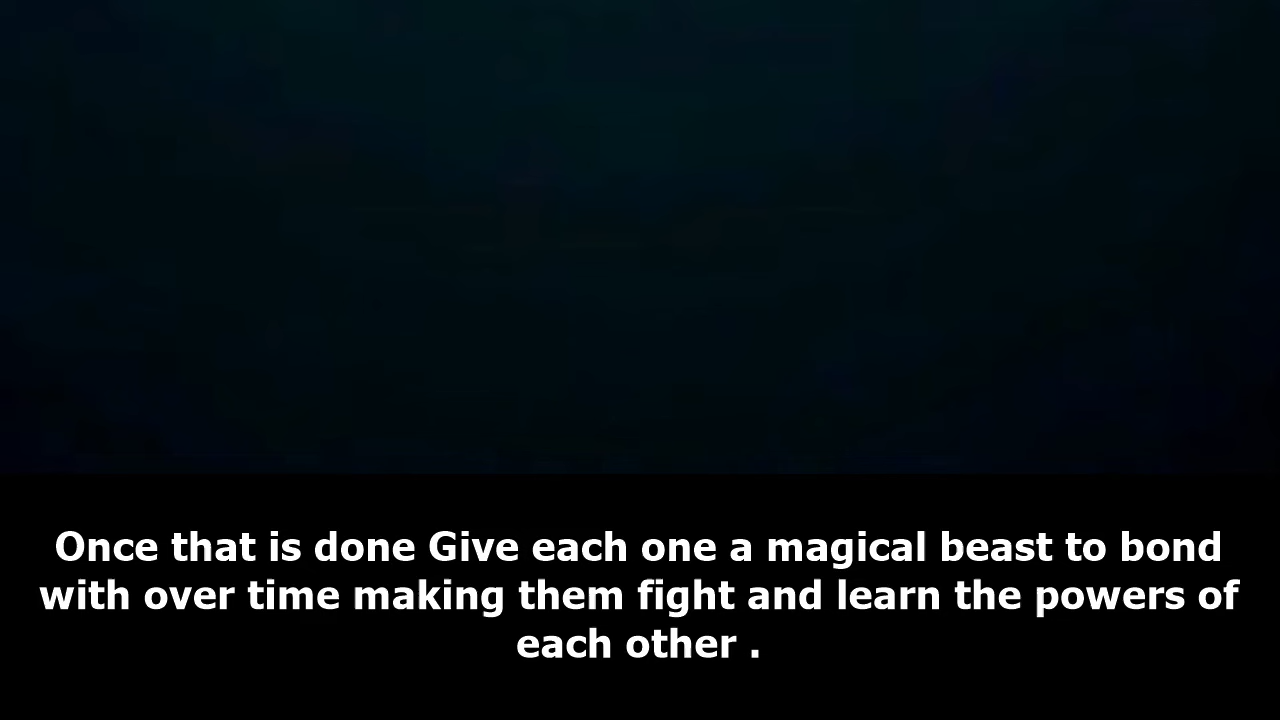 Once that is done Give each one a magical beast to bond
with over time making them fight and learn the powers of
each other .